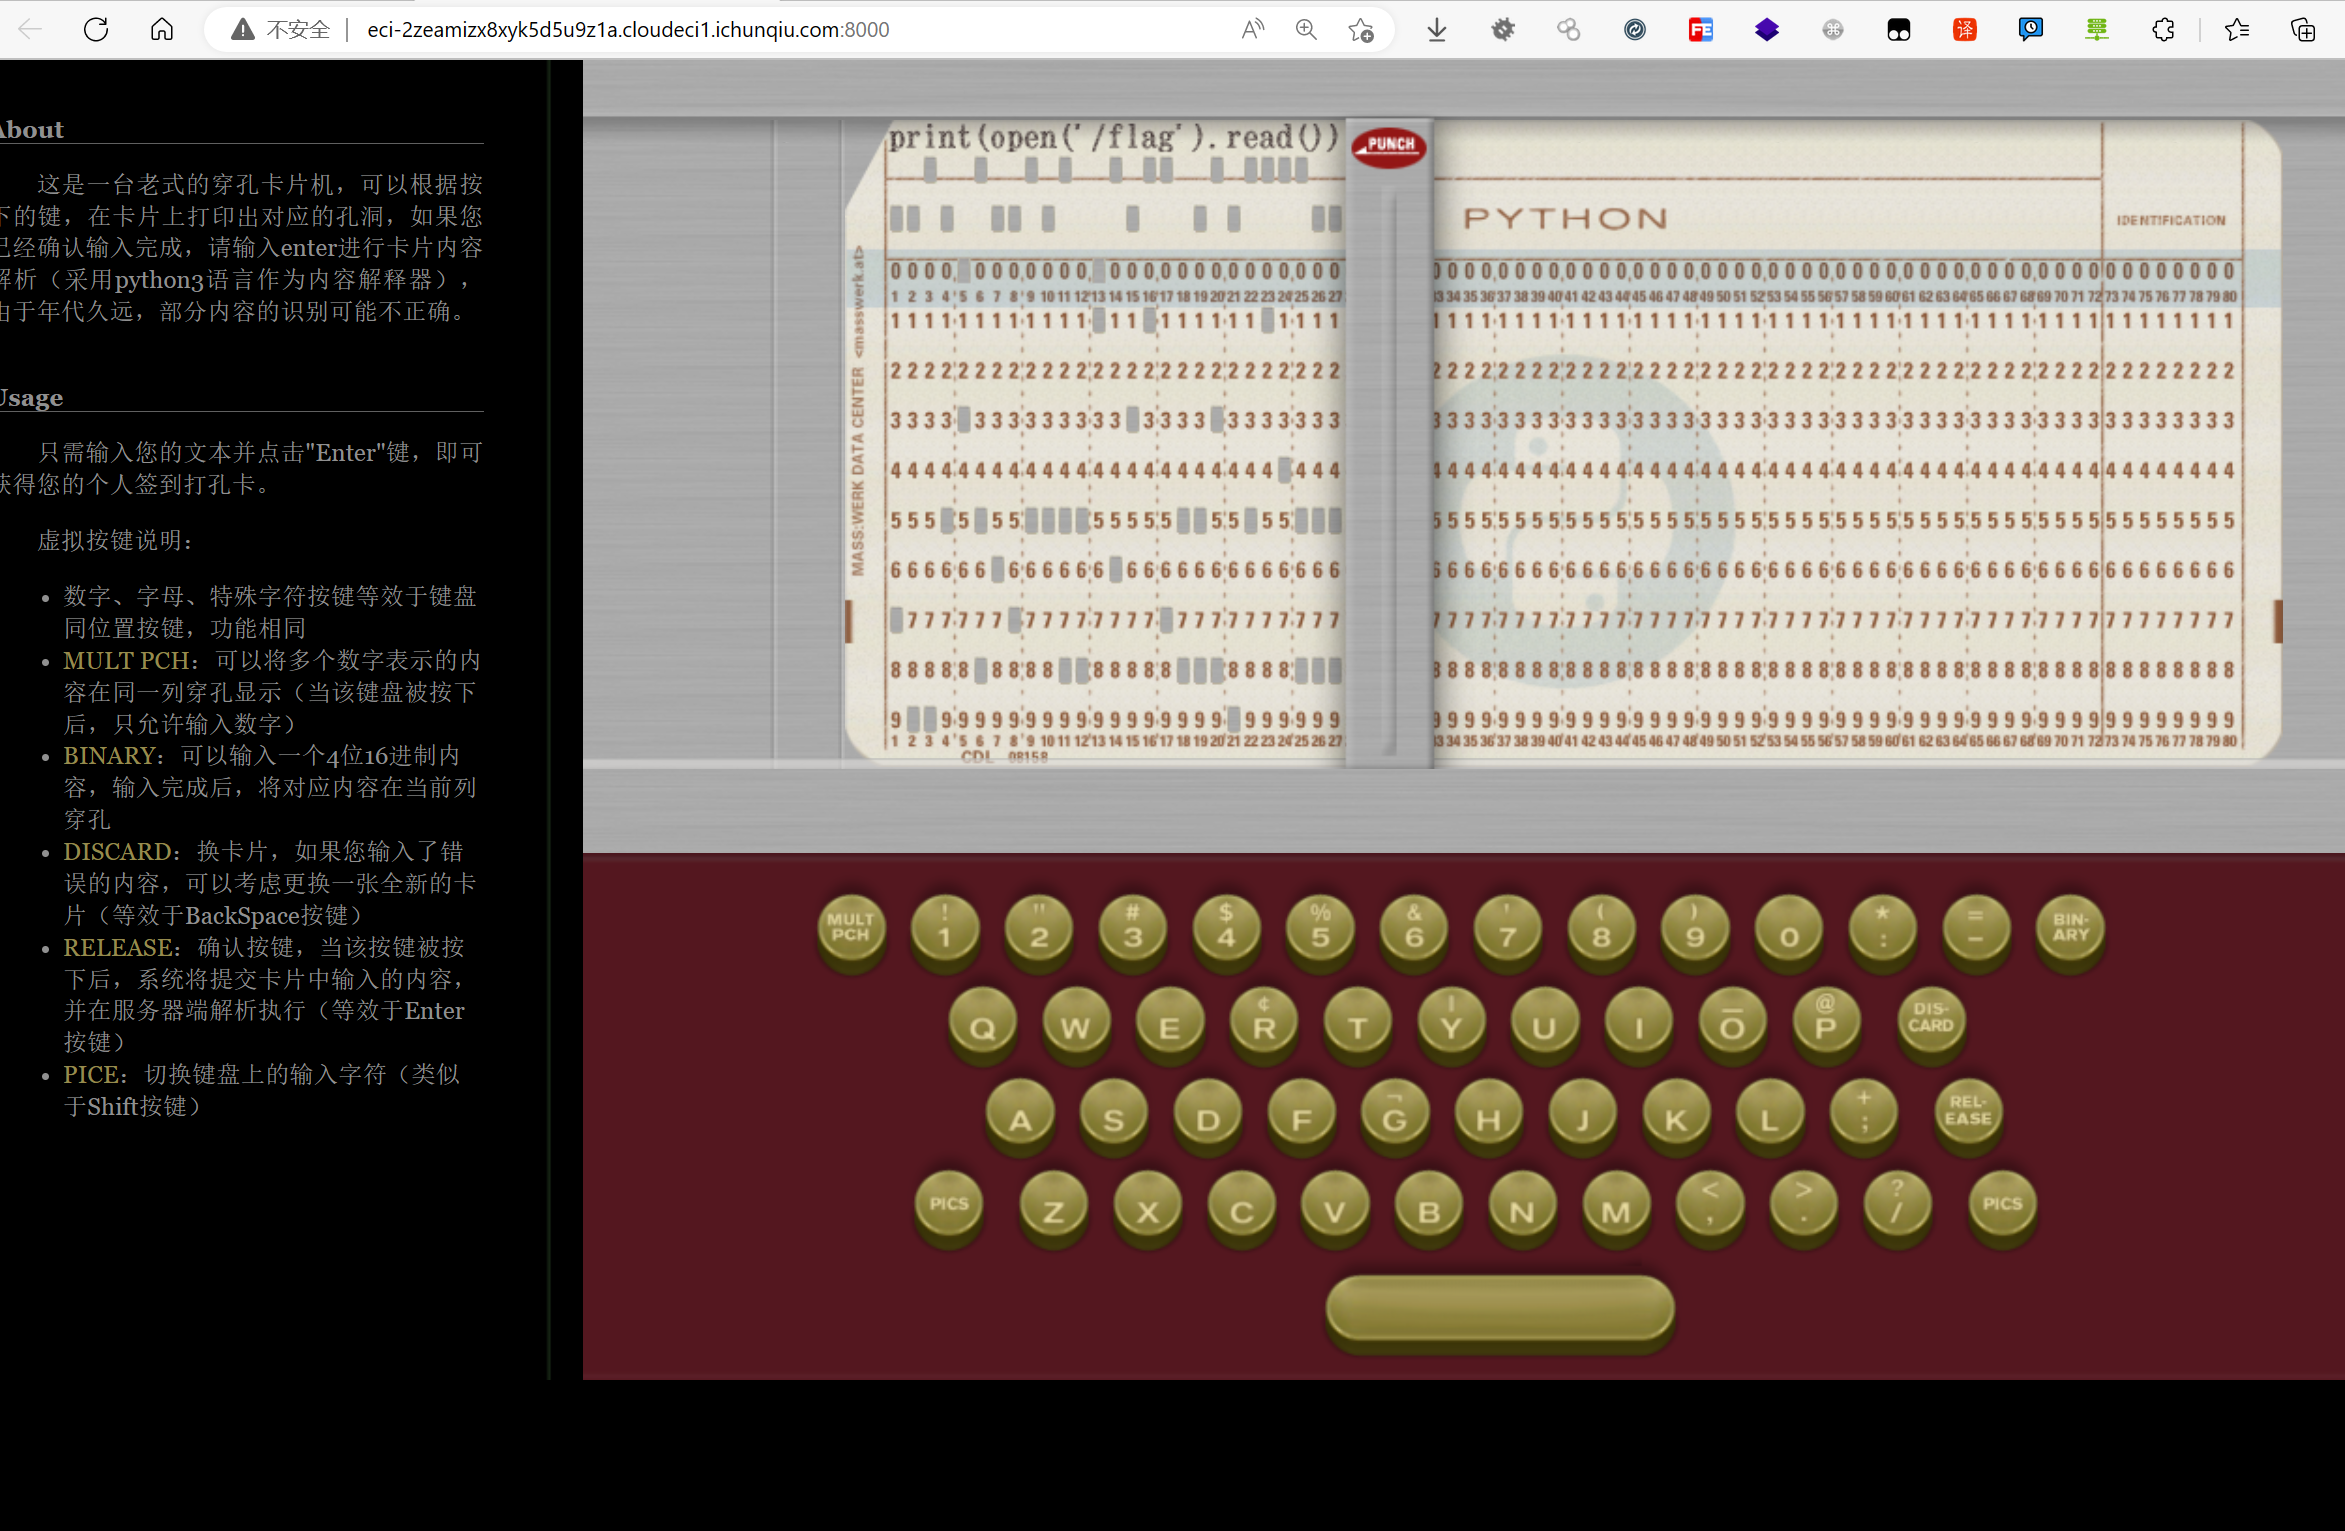 不安全 | eci-2zeamizx8xyk5d5u9z1a.cloudeci1.ichunqiu.com:8000
About
这是一台老式的穿孔卡片机，可以根据按
下的键，在卡片上打印出对应的孔洞，如果您
已经确认输入完成，请输入enter进行卡片内容
解析（采用python3语言作为内容解释器），
由于年代久远，部分内容的识别可能不正确。
Usage
只需输入您的文本并点击"Enter"键，即可
获得您的个人签到打孔卡。
虚拟按键说明：
• 数字、字母、特殊字符按键等效于键盘
同位置按键，功能相同
• MULT PCH：可以将多个数字表示的内
容在同一列穿孔显示（当该键盘被按下
后，只允许输入数字）
• BINARY：可以输入一个4位16进制内
容，输入完成后，将对应内容在当前列
穿孔
• DISCARD：换卡片，如果您输入了错
误的内容，可以考虑更换一张全新的卡
片（等效于BackSpace按键）
• RELEASE：确认按键，当该按键被按
下后，系统将提交卡片中输入的内容，
并在服务器端解析执行（等效于Enter
按键）
• PICE：切换键盘上的输入字符（类似
于Shift按键）
print(open('/flag').read())
PUNCH
PYTHON
IDENTIFICATION
MASS:WERK DATA CENTER <masswerk.at>
CDL 08158
MULT PCH ! 1 " 2 # 3 $ 4 % 5 & 6 ' 7 ( 8 ) 9 0 * : = - BIN-ARY
Q W E ¢ R T | Y U I _ O @ P DIS-CARD
A S D F ¬ G H J K L + ; REL-EASE
PICS Z X C V B N M < , > . ? / PICS